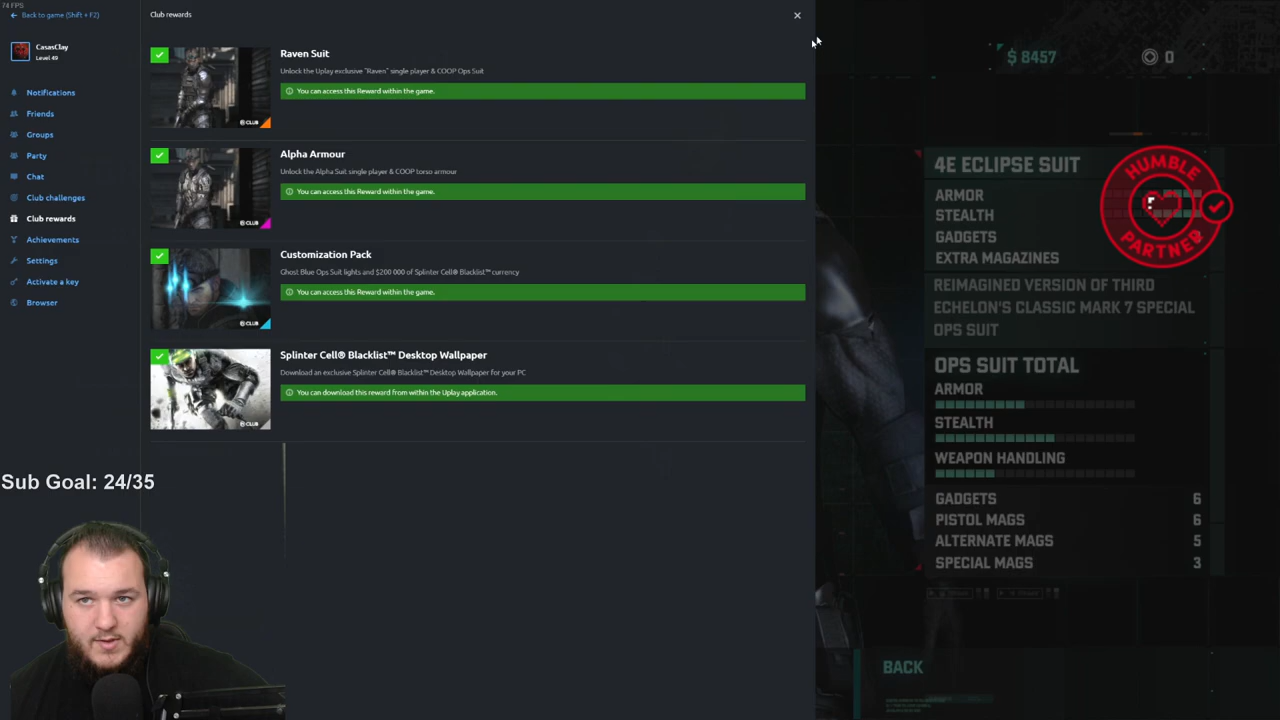 74 FPS
Back to game (Shift + F2)
CasasClay
Level 49
Notifications
Friends
Groups
Party
Chat
Club challenges
Club rewards
Achievements
Settings
Activate a key
Browser
Club rewards
Raven Suit
Unlock the Uplay exclusive "Raven" single player & COOP Ops Suit
You can access this Reward within the game.
CLUB
Alpha Armour
Unlock the Alpha Suit single player & COOP torso armour
You can access this Reward within the game.
CLUB
Customization Pack
Ghost Blue Ops Suit lights and $200 000 of Splinter Cell® Blacklist™ currency
You can access this Reward within the game.
CLUB
Splinter Cell® Blacklist™ Desktop Wallpaper
Download an exclusive Splinter Cell® Blacklist™ Desktop Wallpaper for your PC
You can download this reward from within the Uplay application.
CLUB
Sub Goal: 24/35
$ 8457
0
4E ECLIPSE SUIT
HUMBLE
PARTNER
ARMOR
STEALTH
GADGETS
EXTRA MAGAZINES
REIMAGINED VERSION OF THIRD
ECHELON'S CLASSIC MARK 7 SPECIAL
OPS SUIT
OPS SUIT TOTAL
ARMOR
STEALTH
WEAPON HANDLING
GADGETS 6
PISTOL MAGS 6
ALTERNATE MAGS 5
SPECIAL MAGS 3
BACK